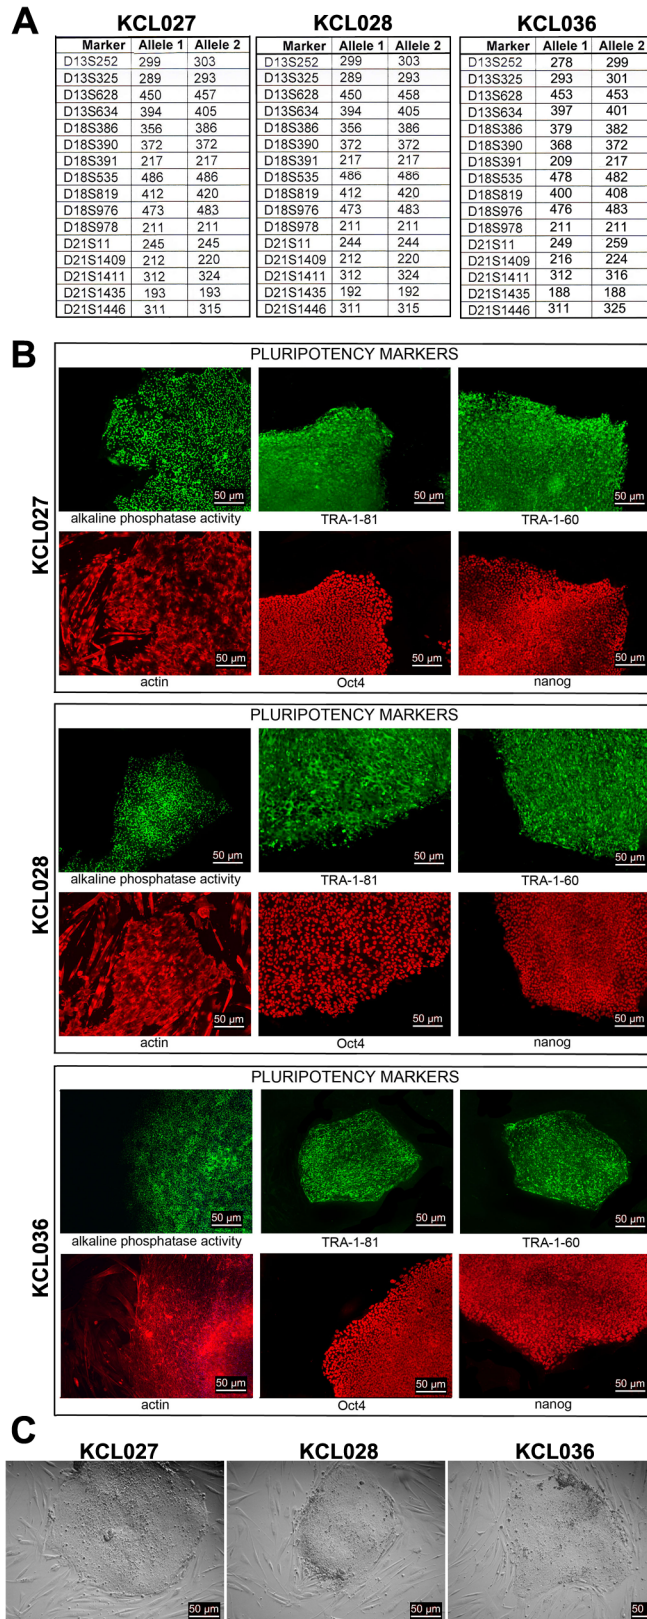 A
KCL027 KCL028 KCL036
Marker Allele 1 Allele 2 Marker Allele 1 Allele 2 Marker Allele 1 Allele 2
D13S252 299 303 D13S252 299 303 D13S252 278 299
D13S325 289 293 D13S325 289 293 D13S325 293 301
D13S628 450 457 D13S628 450 458 D13S628 453 453
D13S634 394 405 D13S634 394 405 D13S634 397 401
D18S386 356 386 D18S386 356 386 D18S386 379 382
D18S390 372 372 D18S390 372 372 D18S390 368 372
D18S391 217 217 D18S391 217 217 D18S391 209 217
D18S535 486 486 D18S535 486 486 D18S535 478 482
D18S819 412 420 D18S819 412 420 D18S819 400 408
D18S976 473 483 D18S976 473 483 D18S976 476 483
D18S978 211 211 D18S978 211 211 D18S978 211 211
D21S11 245 245 D21S11 244 244 D21S11 249 259
D21S1409 212 220 D21S1409 212 220 D21S1409 216 224
D21S1411 312 324 D21S1411 312 324 D21S1411 312 316
D21S1435 193 193 D21S1435 192 192 D21S1435 188 188
D21S1446 311 315 D21S1446 311 315 D21S1446 311 325
B
KCL027
PLURIPOTENCY MARKERS
50 µm 50 µm 50 µm
alkaline phosphatase activity TRA-1-81 TRA-1-60
50 µm 50 µm 50 µm
actin Oct4 nanog
KCL028
PLURIPOTENCY MARKERS
50 µm 50 µm 50 µm
alkaline phosphatase activity TRA-1-81 TRA-1-60
50 µm 50 µm 50 µm
actin Oct4 nanog
KCL036
PLURIPOTENCY MARKERS
50 µm 50 µm 50 µm
alkaline phosphatase activity TRA-1-81 TRA-1-60
50 µm 50 µm 50 µm
actin Oct4 nanog
C
KCL027 KCL028 KCL036
50 µm 50 µm 50